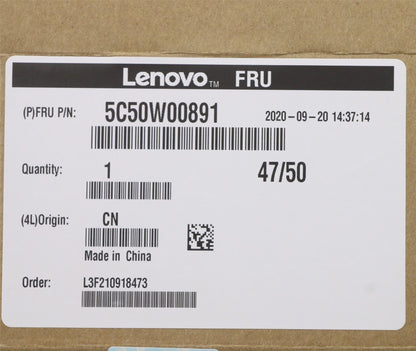 Lenovo™ FRU
(P)FRU P/N: 5C50W00891 2020-09-20 14:37:14
Quantity: 1 47/50
(4L)Origin: CN
Made in China
Order: L3F210918473